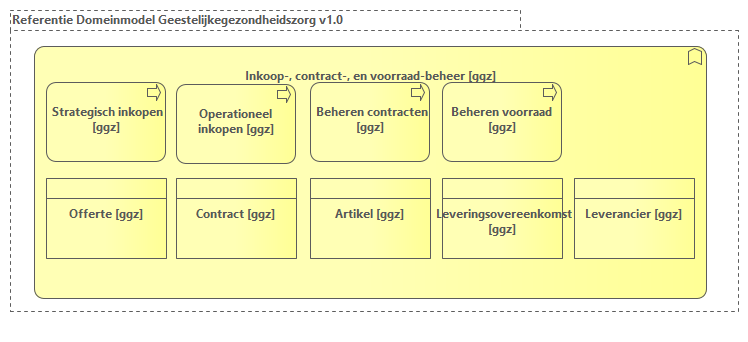 Referentie Domeinmodel Geestelijkegezondheidszorg v1.0
Inkoop-, contract-, en voorraad-beheer [ggz]
Strategisch inkopen
[ggz]
Operationeel
inkopen [ggz]
Beheren contracten
[ggz]
Beheren voorraad
[ggz]
Offerte [ggz]
Contract [ggz]
Artikel [ggz]
Leveringsovereenkomst
[ggz]
Leverancier [ggz]